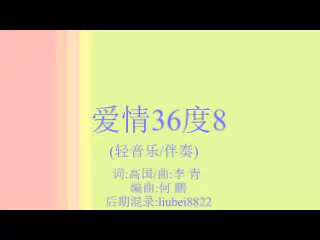 爱情36度8
(轻音乐/伴奏)
词:高国/曲:李 青
编曲:何 鹏
后期混录:liubei8822